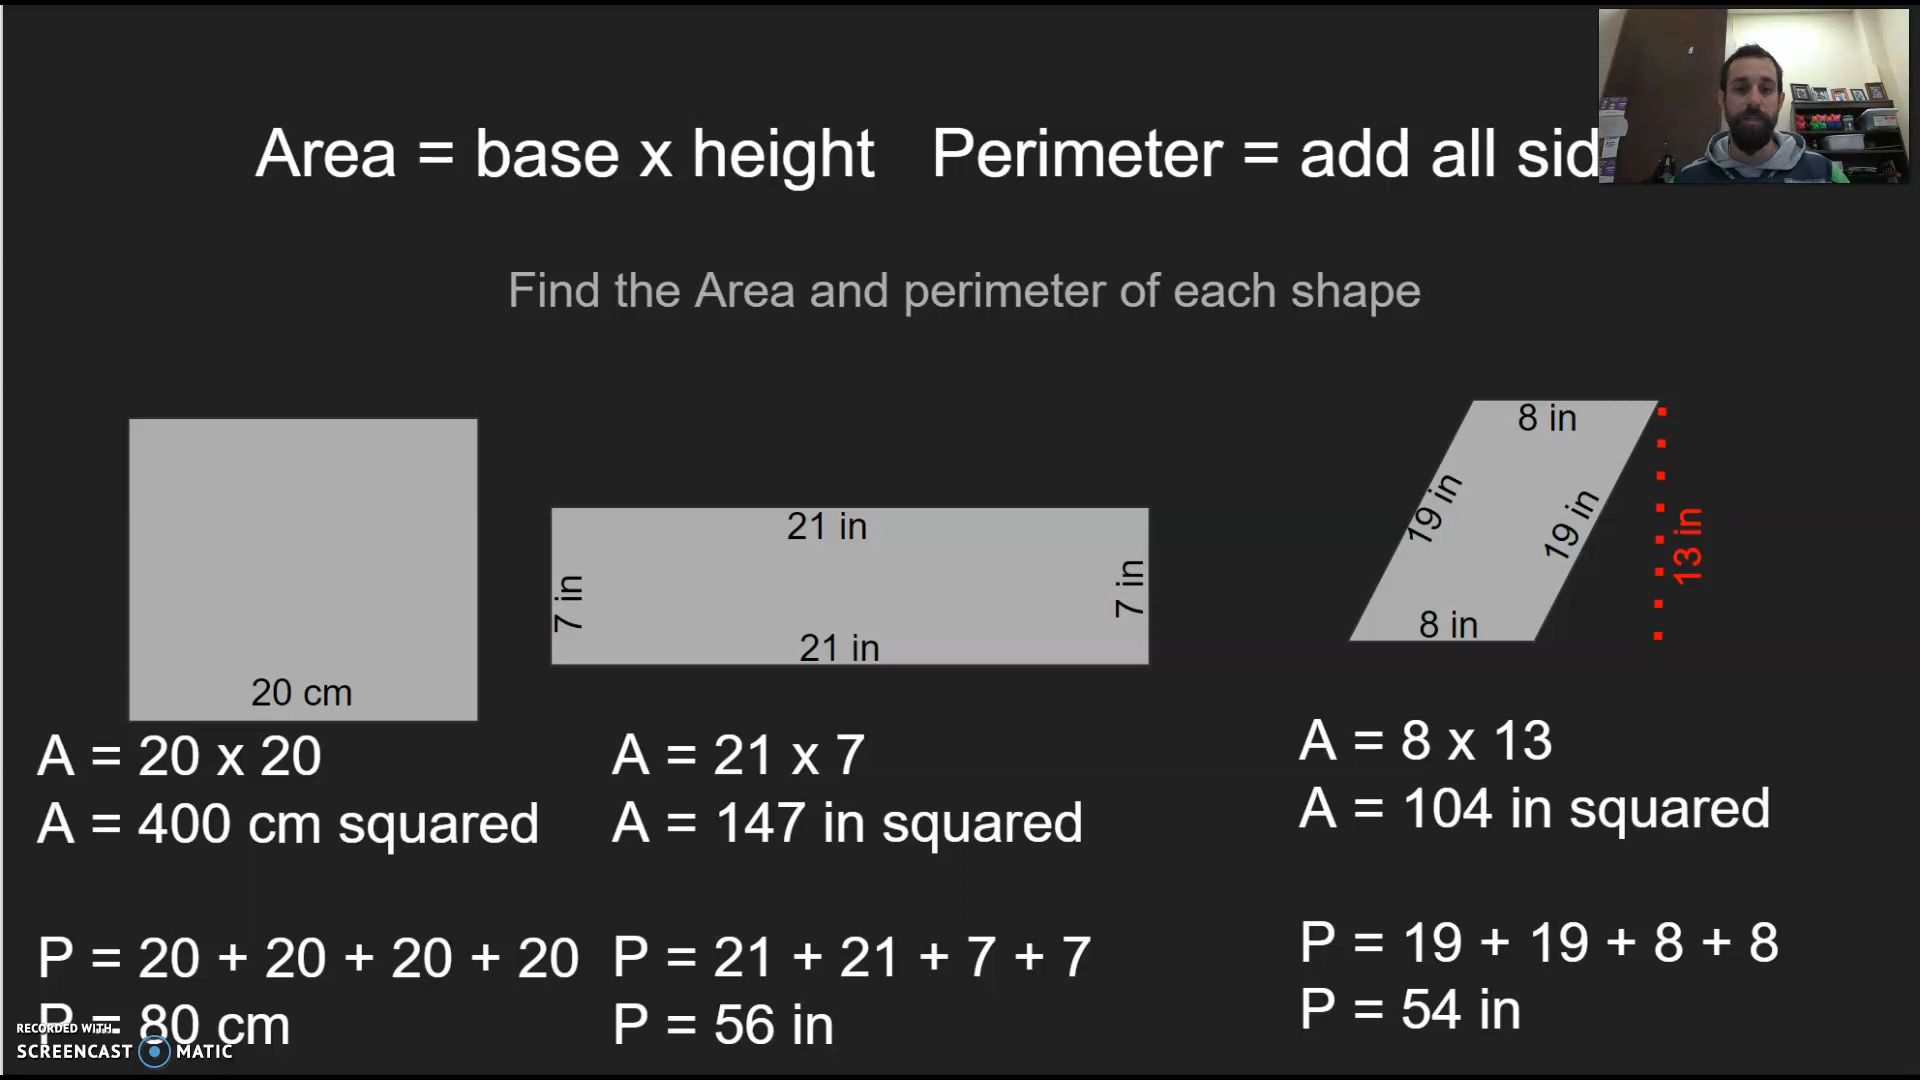 Area = base x height Perimeter = add all sid
Find the Area and perimeter of each shape
20 cm
21 in
7 in
7 in
21 in
8 in
19 in
19 in
8 in
13 in
A = 20 x 20
A = 400 cm squared
P = 20 + 20 + 20 + 20
P = 80 cm
A = 21 x 7
A = 147 in squared
P = 21 + 21 + 7 + 7
P = 56 in
A = 8 x 13
A = 104 in squared
P = 19 + 19 + 8 + 8
P = 54 in
RECORDED WITH
SCREENCAST MATIC